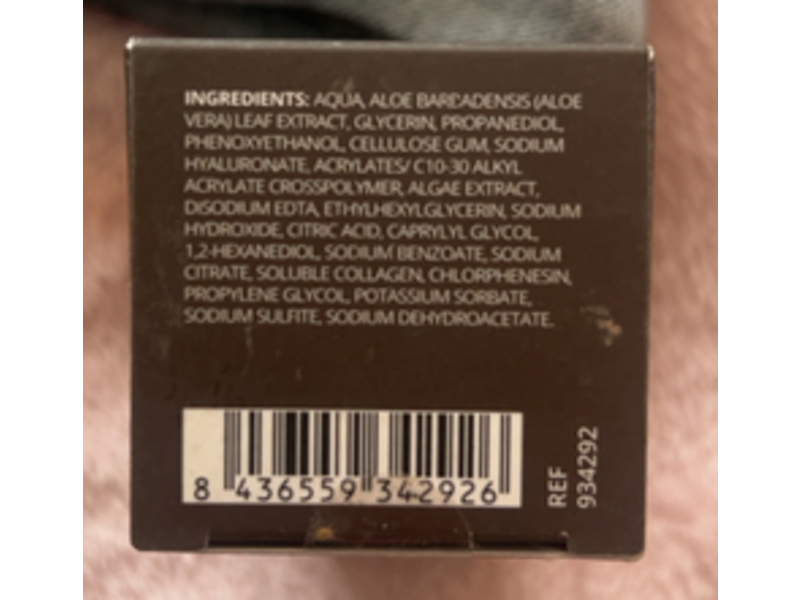 INGREDIENTS: AQUA, ALOE BARBADENSIS (ALOE
VERA) LEAF EXTRACT, GLYCERIN, PROPANEDIOL,
PHENOXYETHANOL, CELLULOSE GUM, SODIUM
HYALURONATE, ACRYLATES/ C10-30 ALKYL
ACRYLATE CROSSPOLYMER, ALGAE EXTRACT,
DISODIUM EDTA, ETHYLHEXYLGLYCERIN, SODIUM
HYDROXIDE, CITRIC ACID, CAPRYLYL GLYCOL,
1,2-HEXANEDIOL, SODIUM BENZOATE, SODIUM
CITRATE, SOLUBLE COLLAGEN, CHLORPHENESIN,
PROPYLENE GLYCOL, POTASSIUM SORBATE,
SODIUM SULFITE, SODIUM DEHYDROACETATE.
8 436559 342926
REF
934292